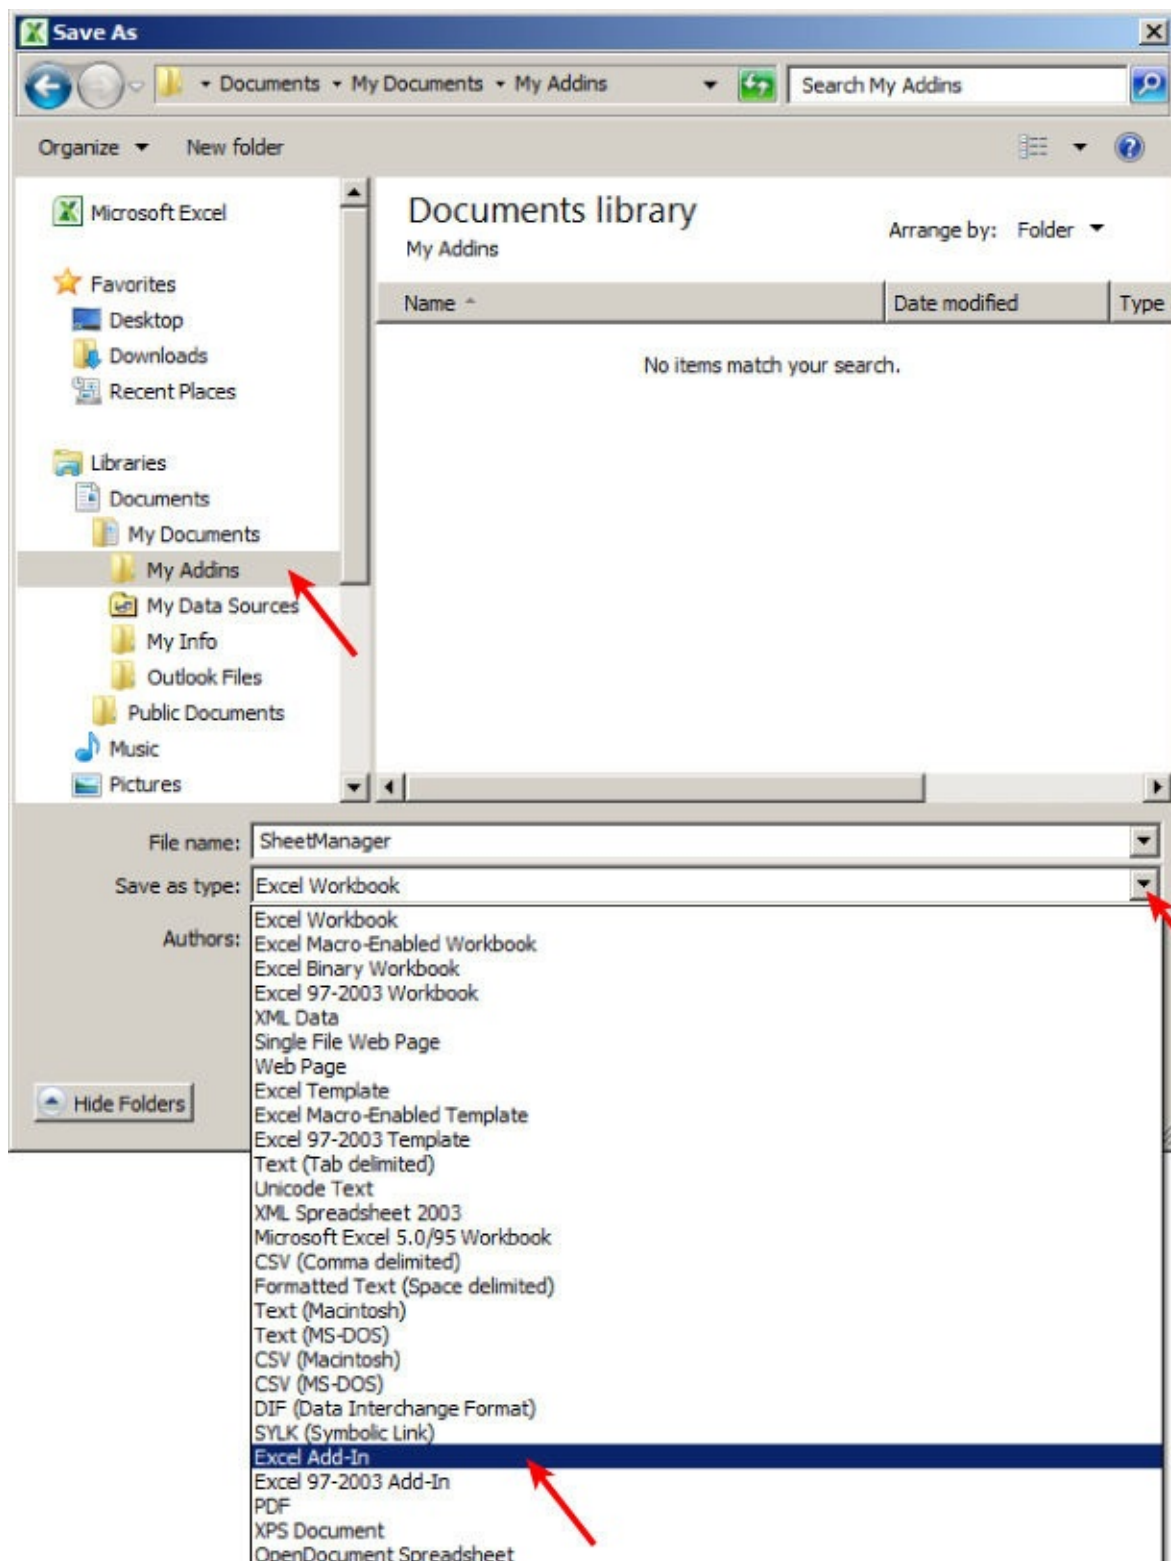 Save As
Documents My Documents My Addins Search My Addins
Organize New folder
Microsoft Excel
Favorites
Desktop
Downloads
Recent Places
Libraries
Documents
My Documents
My Addins
My Data Sources
My Info
Outlook Files
Public Documents
Music
Pictures
Documents library
My Addins
Arrange by: Folder
Name Date modified Type
No items match your search.
File name: SheetManager
Save as type: Excel Workbook
Authors:
Hide Folders
Excel Workbook
Excel Macro-Enabled Workbook
Excel Binary Workbook
Excel 97-2003 Workbook
XML Data
Single File Web Page
Web Page
Excel Template
Excel Macro-Enabled Template
Excel 97-2003 Template
Text (Tab delimited)
Unicode Text
XML Spreadsheet 2003
Microsoft Excel 5.0/95 Workbook
CSV (Comma delimited)
Formatted Text (Space delimited)
Text (Macintosh)
Text (MS-DOS)
CSV (Macintosh)
CSV (MS-DOS)
DIF (Data Interchange Format)
SYLK (Symbolic Link)
Excel Add-In
Excel 97-2003 Add-In
PDF
XPS Document
OpenDocument Spreadsheet